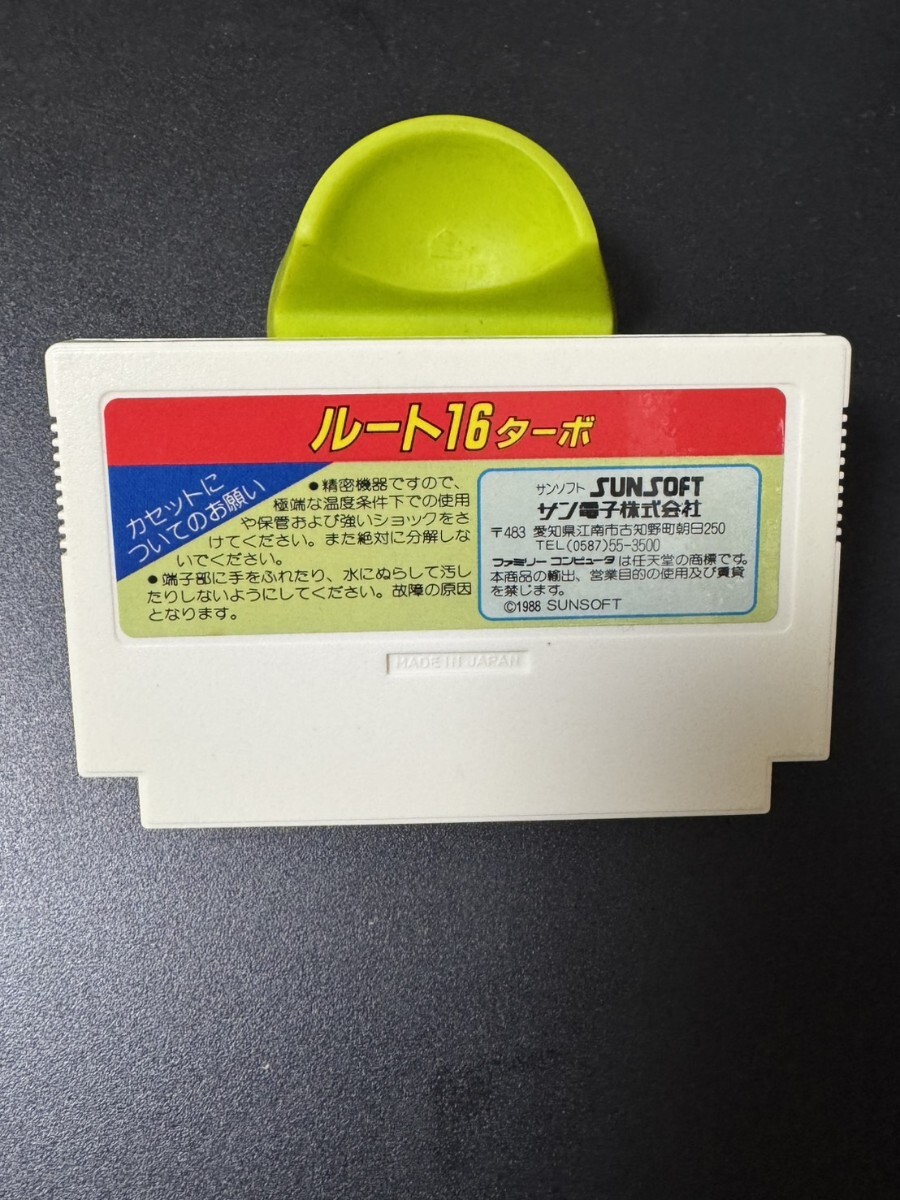 ルート16ターボ
カセットに
ついてのお願い
●精密機器ですので、
極端な温度条件下での使用
や保管および強いショックをさ
けてください。また絶対に分解しな
いでください。
●端子部に手をふれたり、水にぬらして汚し
たりしないようにしてください。故障の原因
となります。
サンソフト SUNSOFT
サン電子株式会社
〒483 愛知県江南市古知野町朝日250
TEL(0587)55-3500
ファミリー コンピュータは任天堂の商標です。
本商品の輸出、営業目的の使用及び賃貸
を禁じます。
©1986 SUNSOFT
MADE IN JAPAN